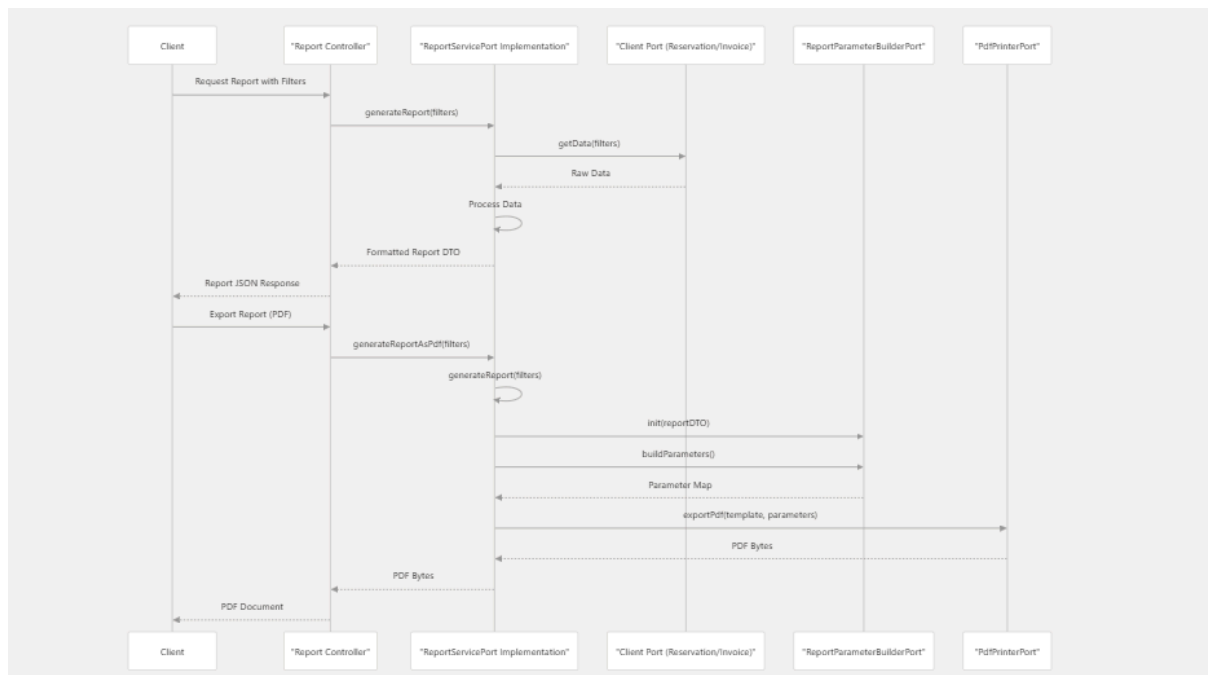 Client
"Report Controller"
"ReportServicePort Implementation"
"Client Port (Reservation/Invoice)"
"ReportParameterBuilderPort"
"PdfPrinterPort"
Request Report with Filters
generateReport(filters)
getData(filters)
Raw Data
Process Data
Formatted Report DTO
Report JSON Response
Export Report (PDF)
generateReportAsPdf(filters)
generateReport(filters)
init(reportDTO)
buildParameters()
Parameter Map
exportPdf(template, parameters)
PDF Bytes
PDF Bytes
PDF Document
Client
"Report Controller"
"ReportServicePort Implementation"
"Client Port (Reservation/Invoice)"
"ReportParameterBuilderPort"
"PdfPrinterPort"